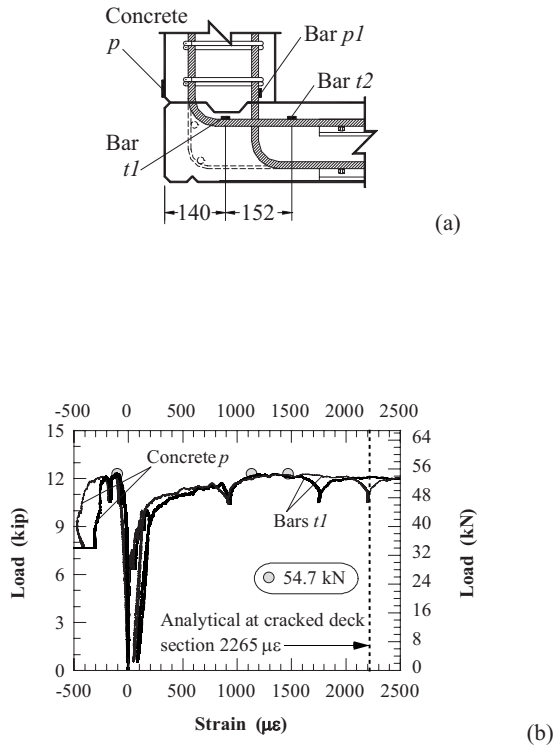 Concrete
p
Bar p1
Bar t2
Bar
t1
140
152
(a)
-500 0 500 1000 1500 2000 2500
15
12
9
6
3
0
Load (kip)
64
56
48
40
32
24
16
8
0
Load (kN)
Concrete p
Bars t1
54.7 kN
Analytical at cracked deck
section 2265 µε
-500 0 500 1000 1500 2000 2500
Strain (µε)
(b)